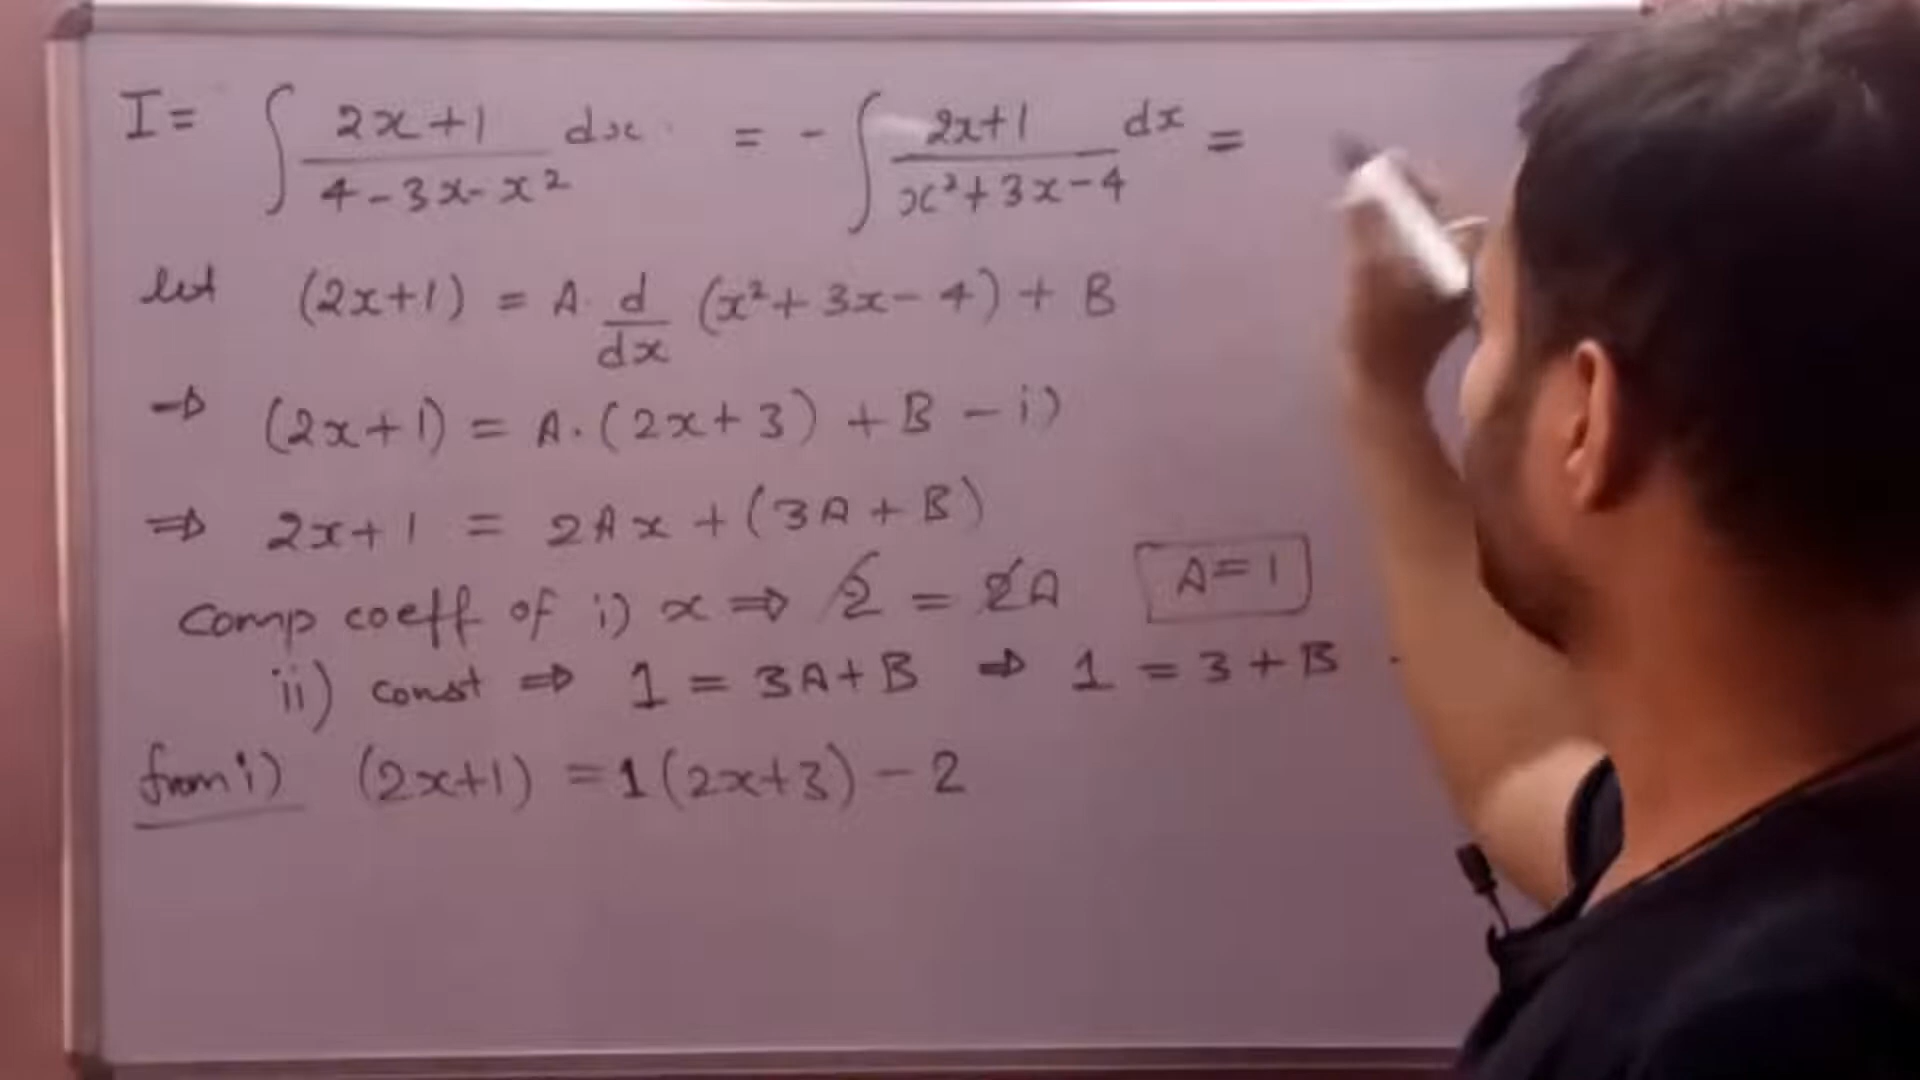 I = ∫ 2x+1 / 4-3x-x² dx = - ∫ 2x+1 / x²+3x-4 dx =
let (2x+1) = A. d/dx (x²+3x-4) + B
→ (2x+1) = A.(2x+3) + B - i)
⇒ 2x+1 = 2Ax + (3A+B)
Comp coeff of i) x ⇒ 2 = 2A A=1
ii) const ⇒ 1 = 3A+B ⇒ 1 = 3+B
from i) (2x+1) = 1(2x+3) - 2